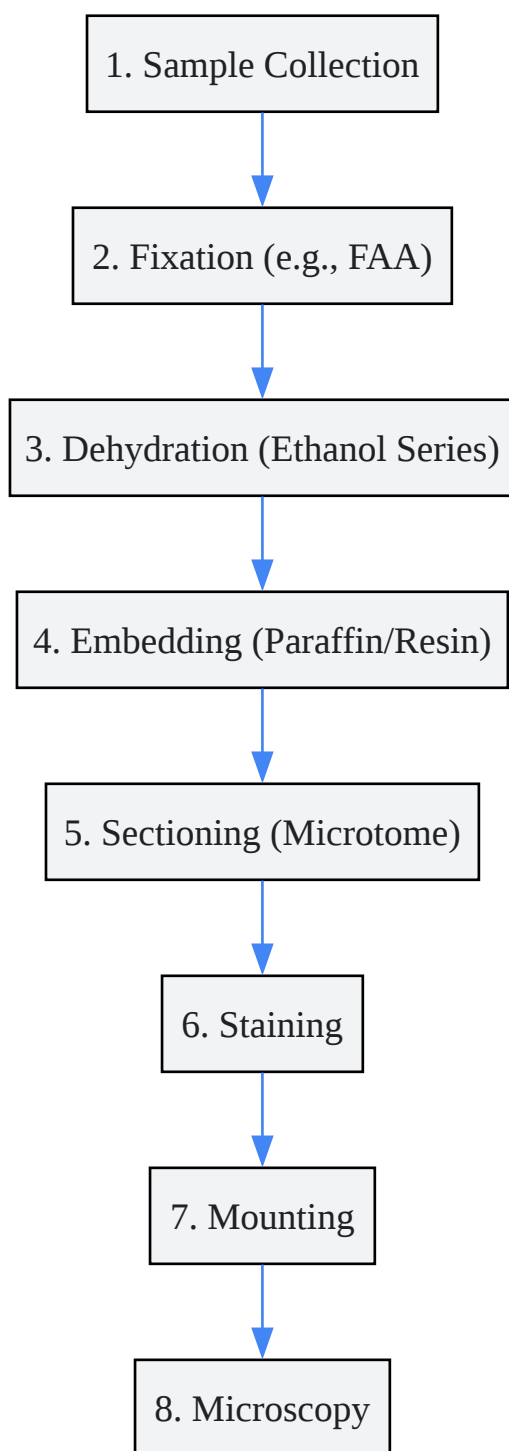 1. Sample Collection
2. Fixation (e.g., FAA)
3. Dehydration (Ethanol Series)
4. Embedding (Paraffin/Resin)
5. Sectioning (Microtome)
6. Staining
7. Mounting
8. Microscopy